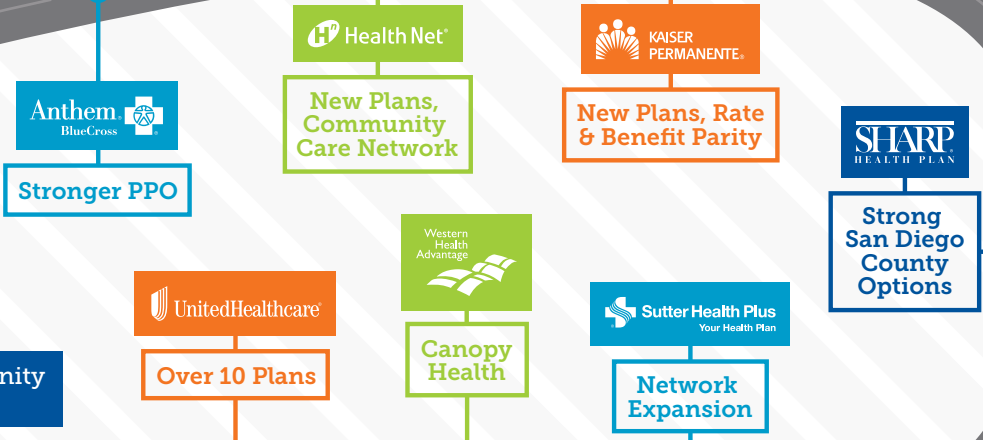 Health Net®
New Plans,
Community
Care Network
KAISER
PERMANENTE®
New Plans, Rate
& Benefit Parity
Anthem®
BlueCross
Stronger PPO
SHARP®
HEALTH PLAN
Strong
San Diego
County
Options
Western
Health
Advantage
Canopy
Health
UnitedHealthcare®
Over 10 Plans
Sutter Health Plus
Your Health Plan
Network
Expansion
nity